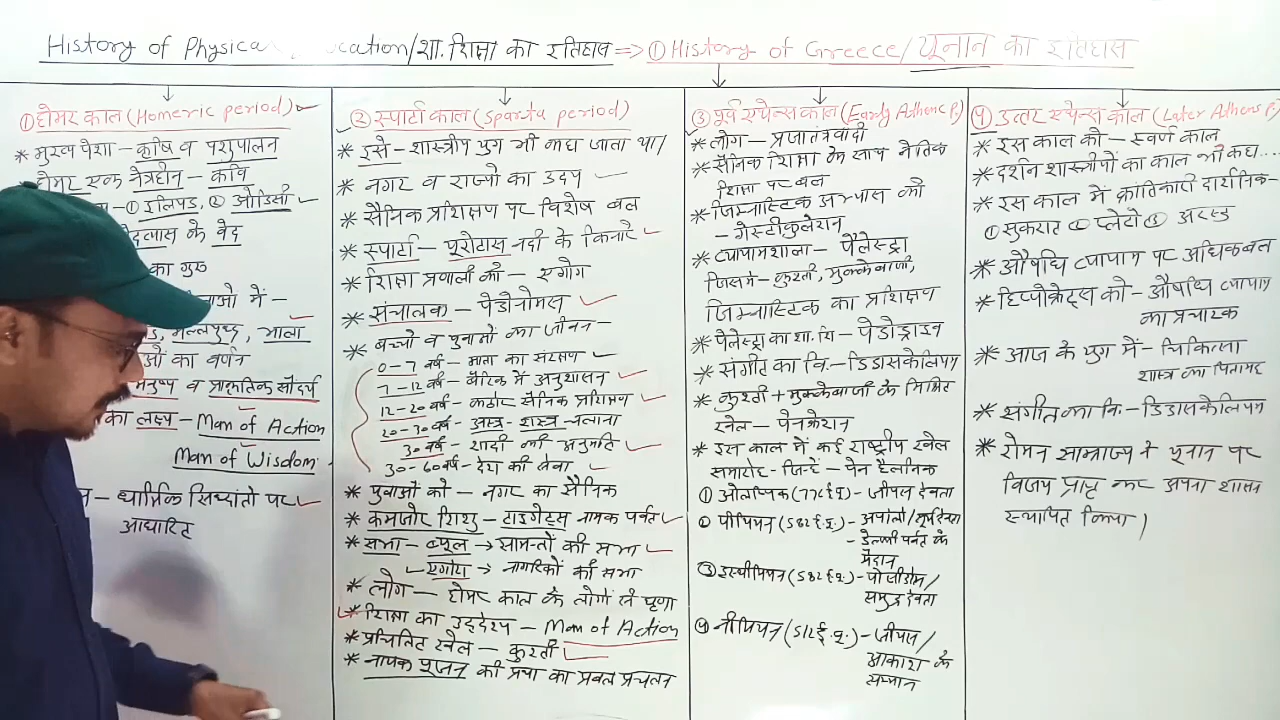 History of Physica ucation/शा. शिक्षा का इतिहास ⇒ ① History of Greece/यूनान का इतिहास
① होमर काल (Homeric period)
* मुख्य पेशा - कृषि व पशुपालन
होमर एक नेत्रहीन - कवि
① इलियड, ② ओडिसी
के वेद
का गुरु
ओं में -
मल्लयुद्ध, भाला
ओं का वर्णन
मनुष्य व प्राकृतिक सौंदर्य
का लक्ष्य - Man of Action
Man of Wisdom
ल - धार्मिक सिद्धांतो पर
आधारित
② स्पार्टा काल (Sparta period)
* इसे - शास्त्रीय युग भी कहा जाता था।
* नगर व राज्यो का उदय
* सैनिक प्रशिक्षण पर विशेष बल
* स्पार्टा - यूरोटास नदी के किनारे
* शिक्षा प्रणाली को - एगोग
* संचालक - पेडोनोमस
* बच्चो व युवाओं का जीवन -
0-7 वर्ष - माता का संरक्षण
7-12 वर्ष - बैरिक में अनुशासन
12-20 वर्ष - कठोर सैनिक प्रशिक्षण
20-30 वर्ष - अस्त्र-शस्त्र चलाना
30 वर्ष - शादी की अनुमति
30-60 वर्ष - देश की सेवा
* युवाओं को - नगर का सैनिक
* कमजोर शिशु - टाइगेट्स नामक पर्वत
* सभा - ब्यूल → सामन्तों की सभा
एगोरा → नागरिकों की सभा
* लोग - होमर काल के लोगों से घृणा
* शिक्षा का उद्देश्य - Man of Action
* प्रचलित खेल - कुश्ती
* नायक पूजन की प्रथा का प्रबल प्रचलन
③ पूर्व एथेन्स काल (Early Athens P.)
* लोग - प्रजातंत्रवादी
* सैनिक शिक्षा के साथ नैतिक
शिक्षा पर बल
* जिम्नास्टिक अभ्यास को
- गेस्टीकुलेशन
* व्यायामशाला - पैलेस्ट्रा
जिसमे - कुश्ती, मुक्केबाजी,
जिम्नास्टिक का प्रशिक्षण
* पैलेस्ट्रा का शा. शि - पेडोट्राइब
* संगीत का वि. - डिडास्केलियम
* कुश्ती + मुक्केबाजी के मिश्रित
खेल - पेनक्रेशन
* इस काल में कई राष्ट्रीय खेल
समारोह - जिन्हें - पेन हैलनिक
① ओलम्पिक (776 ई.पू.) - जीयस देवता
② पीथियन (582 ई.पू.) - अपोलो/सूर्य देवता
- डेल्फी पर्वत के
मैदान
③ इस्थीमियन (582 ई.पू.) - पोसीडोन/
समुद्र देवता
④ नीमियन (512 ई.पू.) - जीयस/
आकाश के
सम्मान
④ उत्तर एथेन्स काल (Later Athens P.)
* इस काल को - स्वर्ण काल
* दर्शन शास्त्रीयों का काल भी कहा....
* इस काल में क्रांतिकारी दार्शनिक -
① सुकरात ② प्लेटो ③ अरस्तु
* औषधि व्यायाम पर अधिक बल
* हिप्पोक्रेट्स को - औषधि व्यायाम
का प्रचारक
* आज के युग में - चिकित्सा
शास्त्र का पितामह
* संगीत का वि. - डिडास्केलियम
* रोमन साम्राज्य ने यूनान पर
विजय प्राप्त कर अपना शासन
स्थापित किया।